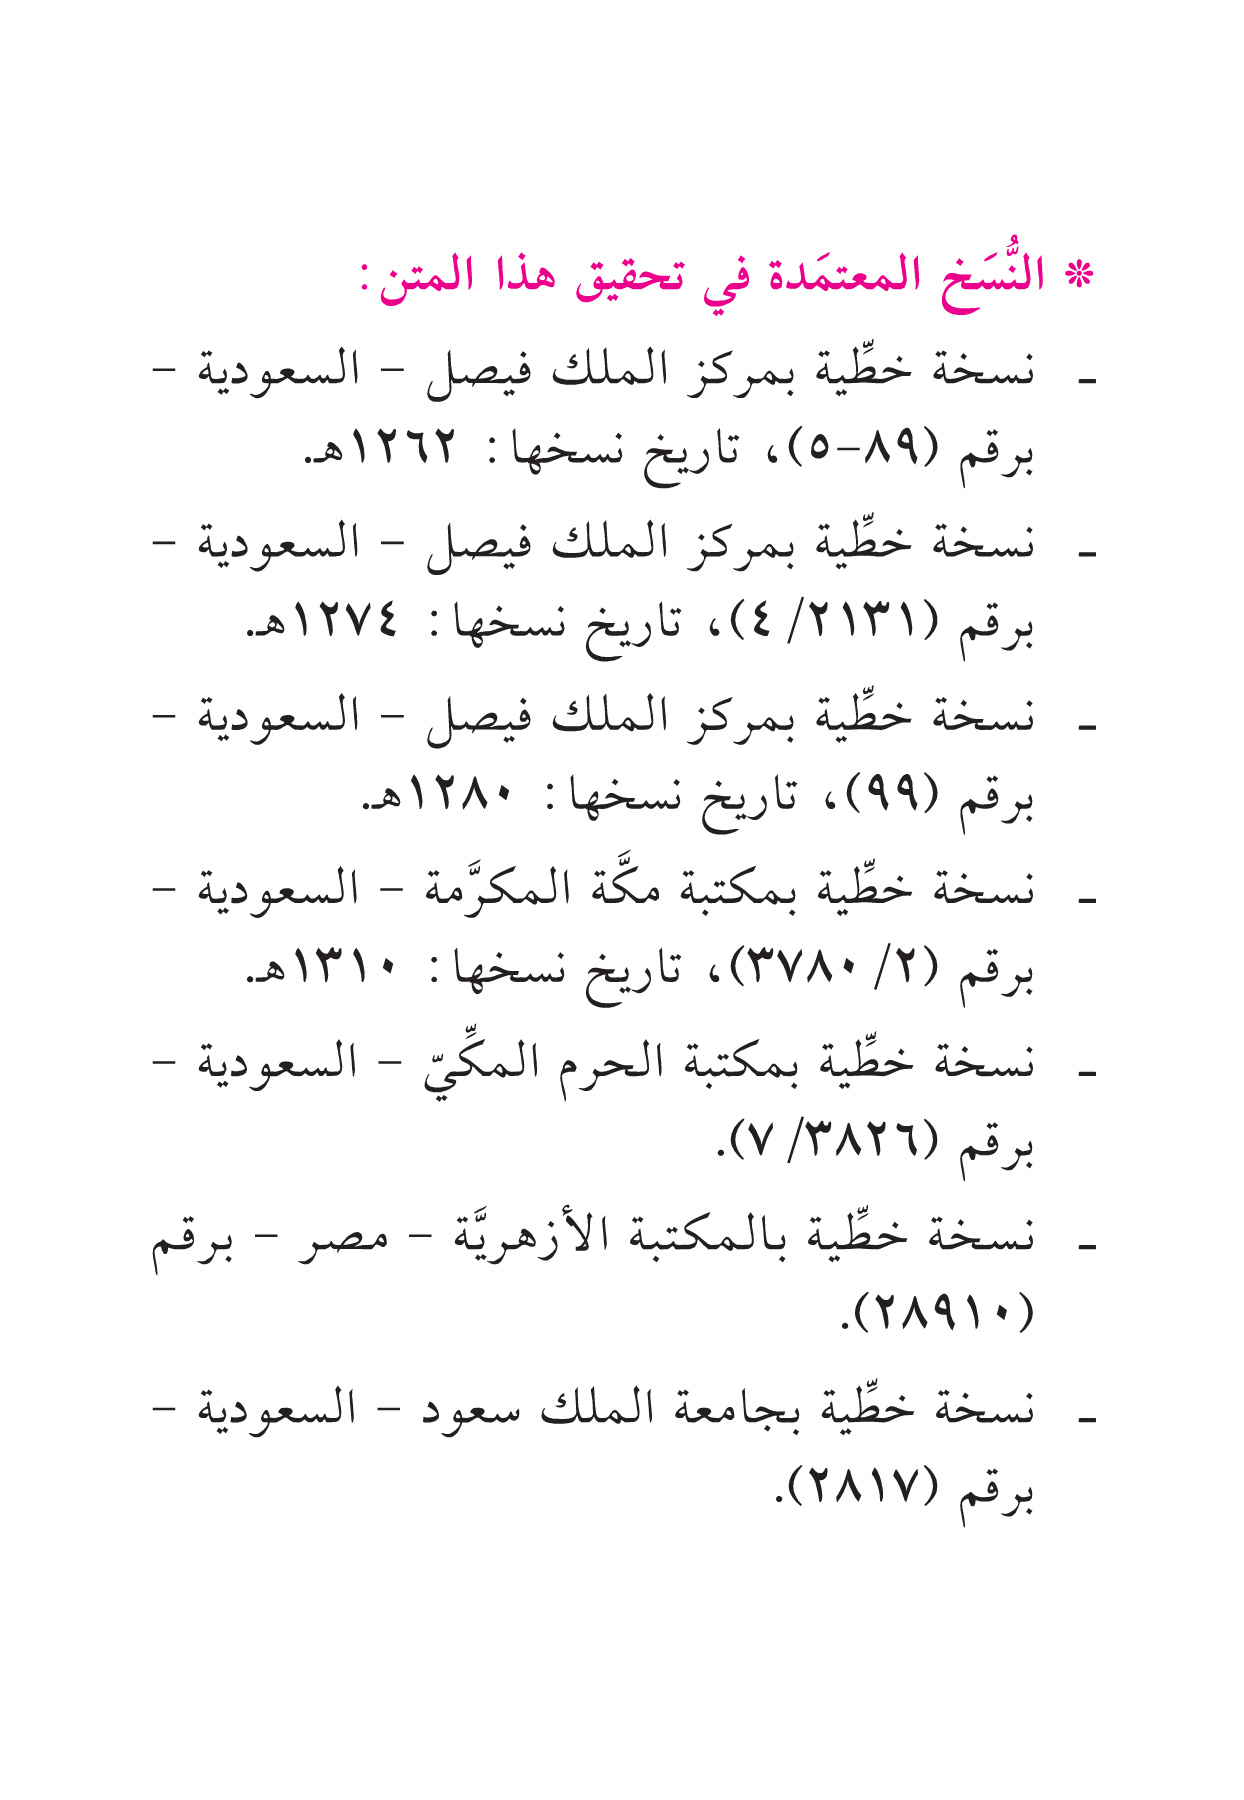 * النُّسَخ المعتمَدة في تحقيق هذا المتن:
ـ نسخة خطِّية بمركز الملك فيصل - السعودية -
برقم (٨٩-٥)، تاريخ نسخها: ١٢٦٢هـ.
ـ نسخة خطِّية بمركز الملك فيصل - السعودية -
برقم (٢١٣١/ ٤)، تاريخ نسخها: ١٢٧٤هـ.
ـ نسخة خطِّية بمركز الملك فيصل - السعودية -
برقم (٩٩)، تاريخ نسخها: ١٢٨٠هـ.
ـ نسخة خطِّية بمكتبة مكَّة المكرَّمة - السعودية -
برقم (٢/ ٣٧٨٠)، تاريخ نسخها: ١٣١٠هـ.
ـ نسخة خطِّية بمكتبة الحرم المكِّيّ - السعودية -
برقم (٣٨٢٦/ ٧).
ـ نسخة خطِّية بالمكتبة الأزهريَّة - مصر - برقم
(٢٨٩١٠).
ـ نسخة خطِّية بجامعة الملك سعود - السعودية -
برقم (٢٨١٧).